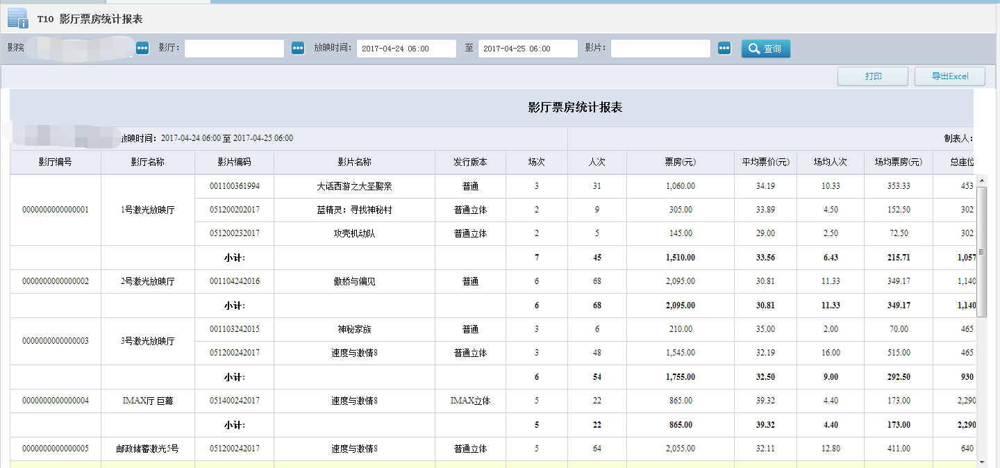 T10 影厅票房统计报表
影院 影厅： 放映时间： 2017-04-24 06:00 至 2017-04-25 06:00 影片： 查询
打印 导出Excel
影厅票房统计报表
放映时间： 2017-04-24 06:00 至 2017-04-25 06:00 制表人：
影厅编号 影厅名称 影片编码 影片名称 发行版本 场次 人次 票房(元) 平均票价(元) 场均人次 场均票房(元) 总座位
0000000000000001 1号激光放映厅 001100361994 大话西游之大圣娶亲 普通 3 31 1,060.00 34.19 10.33 353.33 453
051200202017 蓝精灵：寻找神秘村 普通立体 2 9 305.00 33.89 4.50 152.50 302
051200232017 攻壳机动队 普通立体 2 5 145.00 29.00 2.50 72.50 302
小计： 7 45 1,510.00 33.56 6.43 215.71 1,057
0000000000000002 2号激光放映厅 001104242016 傲娇与偏见 普通 6 68 2,095.00 30.81 11.33 349.17 1,140
小计： 6 68 2,095.00 30.81 11.33 349.17 1,140
0000000000000003 3号激光放映厅 001103242015 神秘家族 普通 3 6 210.00 35.00 2.00 70.00 465
051200242017 速度与激情8 普通立体 3 48 1,545.00 32.19 16.00 515.00 465
小计： 6 54 1,755.00 32.50 9.00 292.50 930
0000000000000004 IMAX厅 巨幕 051400242017 速度与激情8 IMAX立体 5 22 865.00 39.32 4.40 173.00 2,290
小计： 5 22 865.00 39.32 4.40 173.00 2,290
0000000000000005 邮政储蓄激光5号 051200242017 速度与激情8 普通立体 5 64 2,055.00 32.11 12.80 411.00 640